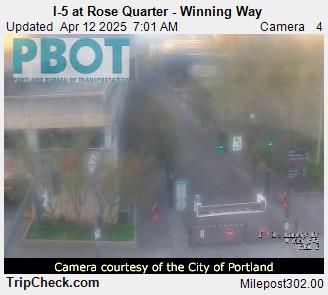 I-5 at Rose Quarter - Winning Way
Updated Apr 12 2025 7:01 AM Camera 4
PBOT
PORTLAND BUREAU OF TRANSPORTATION
Camera courtesy of the City of Portland
TripCheck.com Milepost302.00